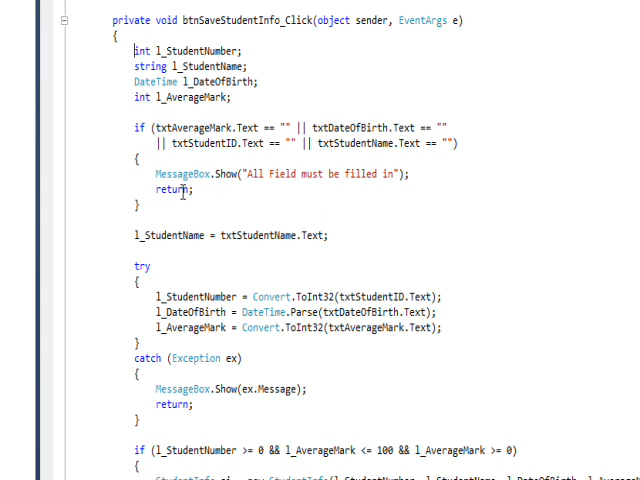 private void btnSaveStudentInfo_Click(object sender, EventArgs e)
{
int l_StudentNumber;
string l_StudentName;
DateTime l_DateOfBirth;
int l_AverageMark;
if (txtAverageMark.Text == "" || txtDateOfBirth.Text == ""
|| txtStudentID.Text == "" || txtStudentName.Text == "")
{
MessageBox.Show("All Field must be filled in");
return;
}
l_StudentName = txtStudentName.Text;
try
{
l_StudentNumber = Convert.ToInt32(txtStudentID.Text);
l_DateOfBirth = DateTime.Parse(txtDateOfBirth.Text);
l_AverageMark = Convert.ToInt32(txtAverageMark.Text);
}
catch (Exception ex)
{
MessageBox.Show(ex.Message);
return;
}
if (l_StudentNumber >= 0 && l_AverageMark <= 100 && l_AverageMark >= 0)
{